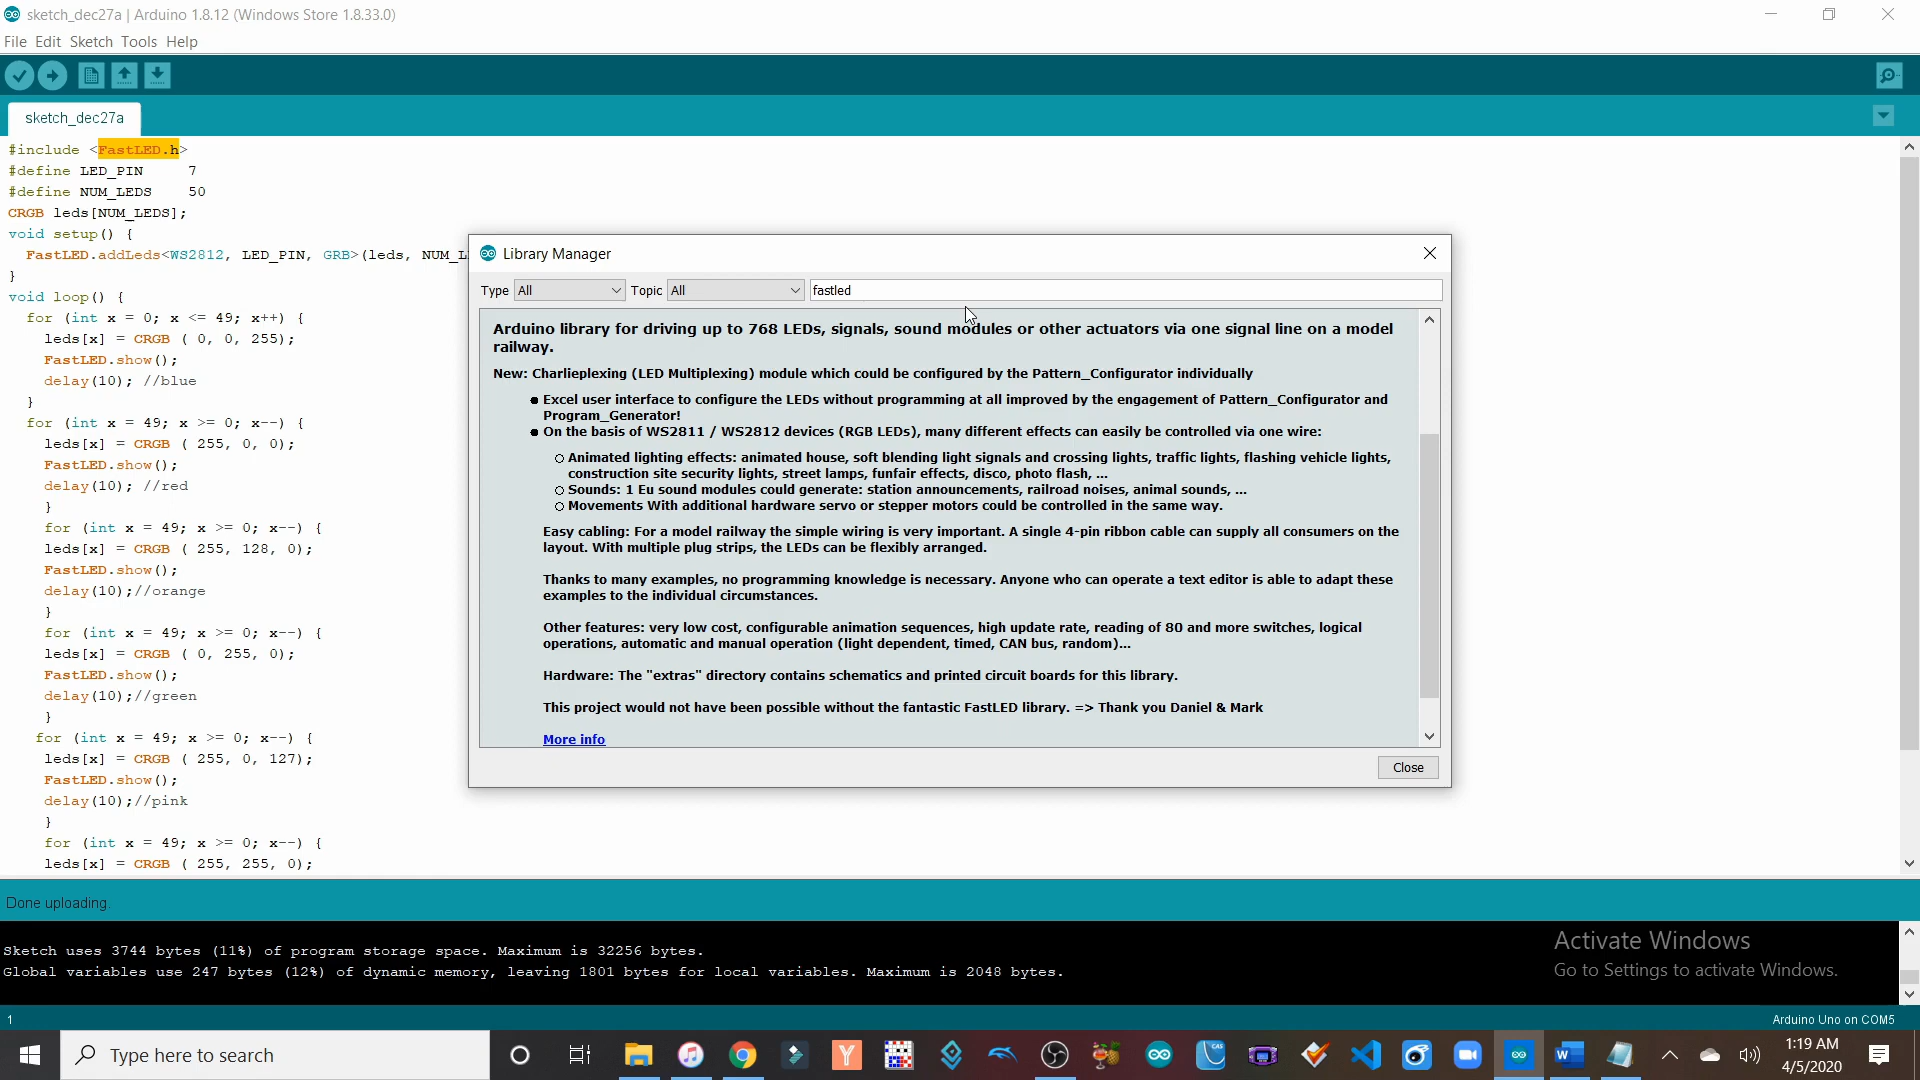 sketch_dec27a | Arduino 1.8.12 (Windows Store 1.8.33.0)
File Edit Sketch Tools Help
sketch_dec27a
#include <FastLED.h>
#define LED_PIN     7
#define NUM_LEDS    50
CRGB leds[NUM_LEDS];
void setup() {
  FastLED.addLeds<WS2812, LED_PIN, GRB>(leds, NUM_L
}
void loop() {
  for (int x = 0; x <= 49; x++) {
    leds[x] = CRGB ( 0, 0, 255);
    FastLED.show();
    delay(10); //blue
  }
  for (int x = 49; x >= 0; x--) {
    leds[x] = CRGB ( 255, 0, 0);
    FastLED.show();
    delay(10); //red
    }
    for (int x = 49; x >= 0; x--) {
    leds[x] = CRGB ( 255, 128, 0);
    FastLED.show();
    delay(10);//orange
    }
    for (int x = 49; x >= 0; x--) {
    leds[x] = CRGB ( 0, 255, 0);
    FastLED.show();
    delay(10);//green
    }
   for (int x = 49; x >= 0; x--) {
    leds[x] = CRGB ( 255, 0, 127);
    FastLED.show();
    delay(10);//pink
    }
    for (int x = 49; x >= 0; x--) {
    leds[x] = CRGB ( 255, 255, 0);
Library Manager
Type All Topic All fastled
Arduino library for driving up to 768 LEDs, signals, sound modules or other actuators via one signal line on a model
railway.
New: Charlieplexing (LED Multiplexing) module which could be configured by the Pattern_Configurator individually
● Excel user interface to configure the LEDs without programming at all improved by the engagement of Pattern_Configurator and
Program_Generator!
● On the basis of WS2811 / WS2812 devices (RGB LEDs), many different effects can easily be controlled via one wire:
○ Animated lighting effects: animated house, soft blending light signals and crossing lights, traffic lights, flashing vehicle lights,
construction site security lights, street lamps, funfair effects, disco, photo flash, ...
○ Sounds: 1 Eu sound modules could generate: station announcements, railroad noises, animal sounds, ...
○ Movements With additional hardware servo or stepper motors could be controlled in the same way.
Easy cabling: For a model railway the simple wiring is very important. A single 4-pin ribbon cable can supply all consumers on the
layout. With multiple plug strips, the LEDs can be flexibly arranged.
Thanks to many examples, no programming knowledge is necessary. Anyone who can operate a text editor is able to adapt these
examples to the individual circumstances.
Other features: very low cost, configurable animation sequences, high update rate, reading of 80 and more switches, logical
operations, automatic and manual operation (light dependent, timed, CAN bus, random)...
Hardware: The "extras" directory contains schematics and printed circuit boards for this library.
This project would not have been possible without the fantastic FastLED library. => Thank you Daniel & Mark
More info
Close
Done uploading.
Sketch uses 3744 bytes (11%) of program storage space. Maximum is 32256 bytes.
Global variables use 247 bytes (12%) of dynamic memory, leaving 1801 bytes for local variables. Maximum is 2048 bytes.
Activate Windows
Go to Settings to activate Windows.
1
Arduino Uno on COM5
Type here to search
1:19 AM
4/5/2020